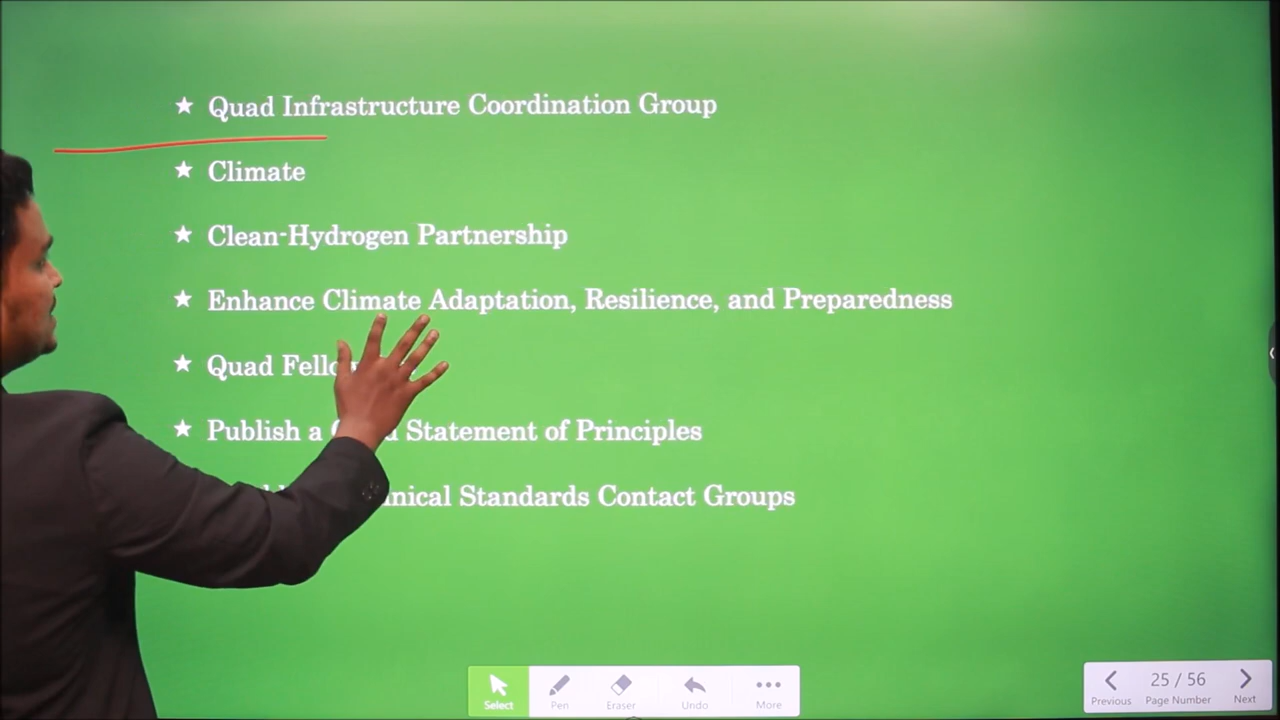 ★ Quad Infrastructure Coordination Group
★ Climate
★ Clean-Hydrogen Partnership
★ Enhance Climate Adaptation, Resilience, and Preparedness
★ Quad
★ Publish a Statement of Principles
Standards Contact Groups
Select Pen Eraser Undo More
Previous 25 / 56 Page Number Next